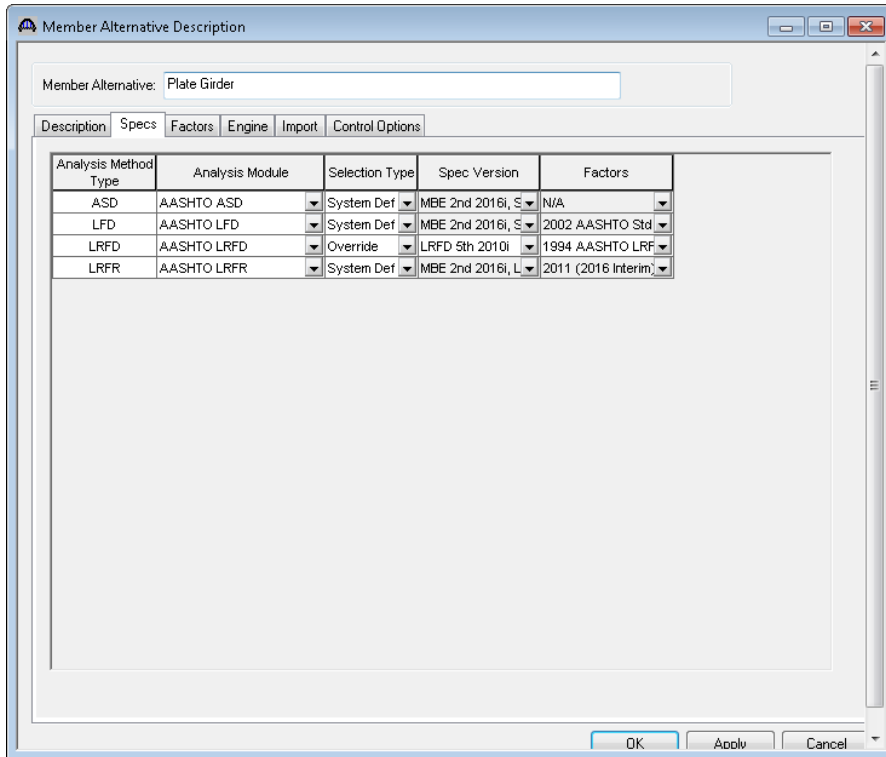 Member Alternative Description
Member Alternative: Plate Girder
Description Specs Factors Engine Import Control Options
Analysis Method Type Analysis Module Selection Type Spec Version Factors
ASD AASHTO ASD System Def MBE 2nd 2016i, S N/A
LFD AASHTO LFD System Def MBE 2nd 2016i, S 2002 AASHTO Std
LRFD AASHTO LRFD Override LRFD 5th 2010i 1994 AASHTO LRF
LRFR AASHTO LRFR System Def MBE 2nd 2016i, L 2011 (2016 Interim)
OK Apply Cancel